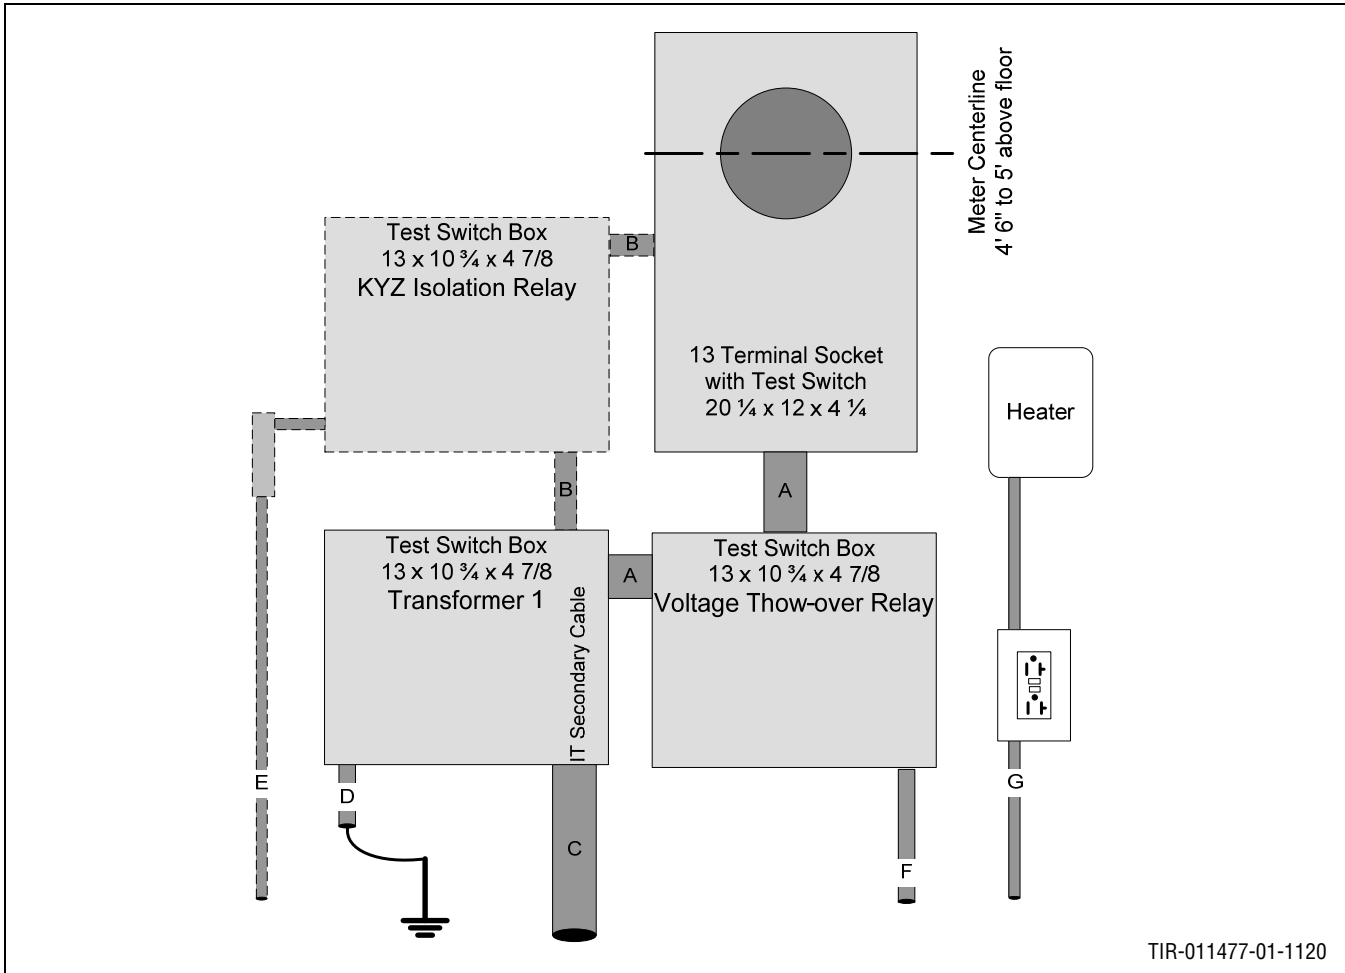 Meter Centerline
4' 6" to 5' above floor
Test Switch Box
13 x 10 ¾ x 4 7/8
KYZ Isolation Relay
B
13 Terminal Socket
with Test Switch
20 ¼ x 12 x 4 ¼
Heater
B
A
Test Switch Box
13 x 10 ¾ x 4 7/8
Transformer 1
IT Secondary Cable
A
Test Switch Box
13 x 10 ¾ x 4 7/8
Voltage Thow-over Relay
E
D
C
F
G
TIR-011477-01-1120